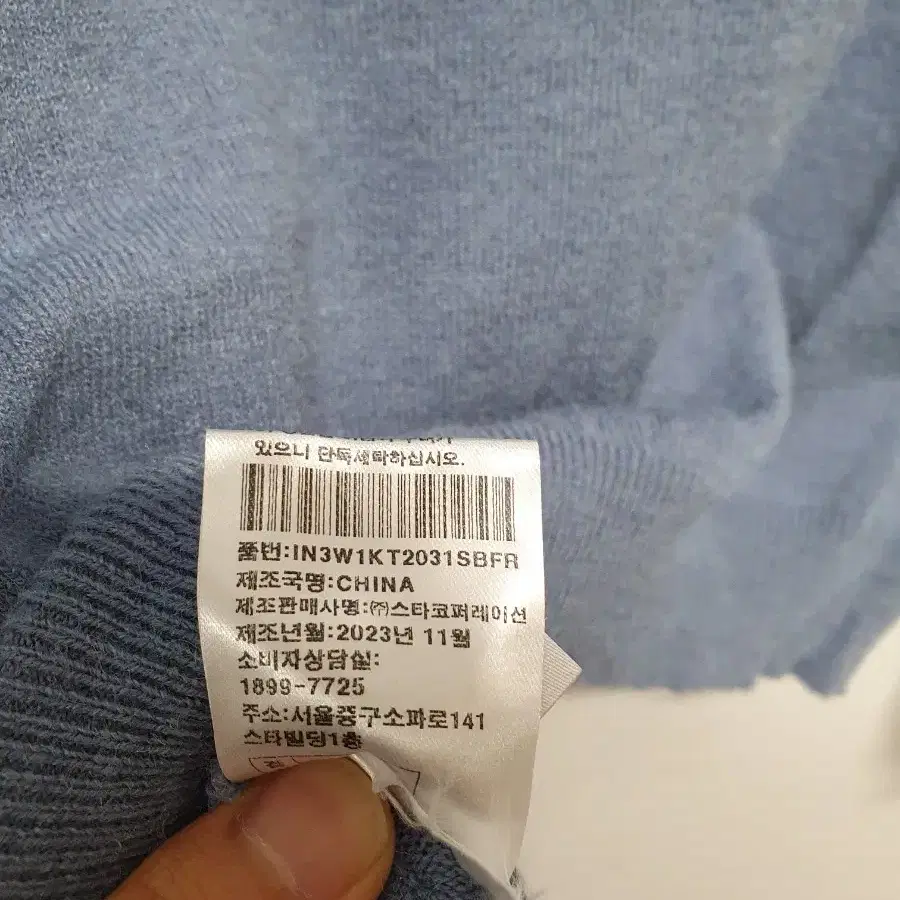 있으니 단독세탁하십시오.
품번:IN3W1KT2031SBFR
제조국명:CHINA
제조판매사명:㈜스타코퍼레이션
제조년월:2023년 11월
소비자상담실:
1899-7725
주소:서울중구소파로141
스타빌딩1층